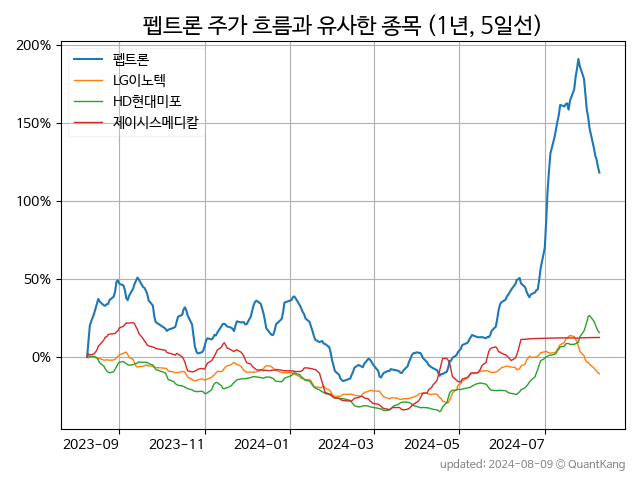 펩트론 주가 흐름과 유사한 종목 (1년, 5일선)
200%
150%
100%
50%
0%
펩트론
LG이노텍
HD현대미포
제이시스메디칼
2023-09 2023-11 2024-01 2024-03 2024-05 2024-07
updated: 2024-08-09 © QuantKang